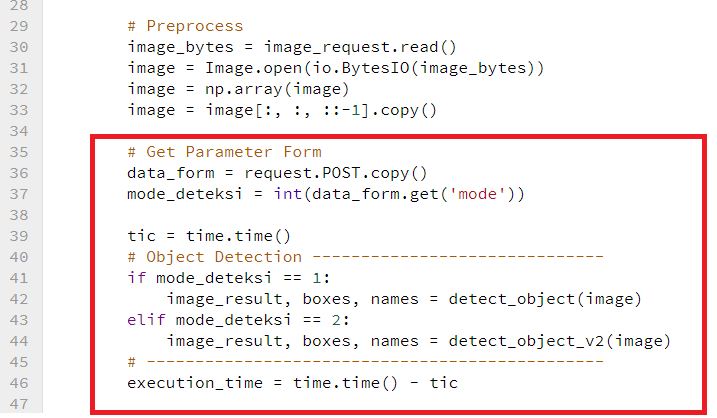 28
29 # Preprocess
30 image_bytes = image_request.read()
31 image = Image.open(io.BytesIO(image_bytes))
32 image = np.array(image)
33 image = image[:, :, ::-1].copy()
34
35 # Get Parameter Form
36 data_form = request.POST.copy()
37 mode_deteksi = int(data_form.get('mode'))
38
39 tic = time.time()
40 # Object Detection ------------------------------
41 if mode_deteksi == 1:
42     image_result, boxes, names = detect_object(image)
43 elif mode_deteksi == 2:
44     image_result, boxes, names = detect_object_v2(image)
45 # -----------------------------------------------
46 execution_time = time.time() - tic
47